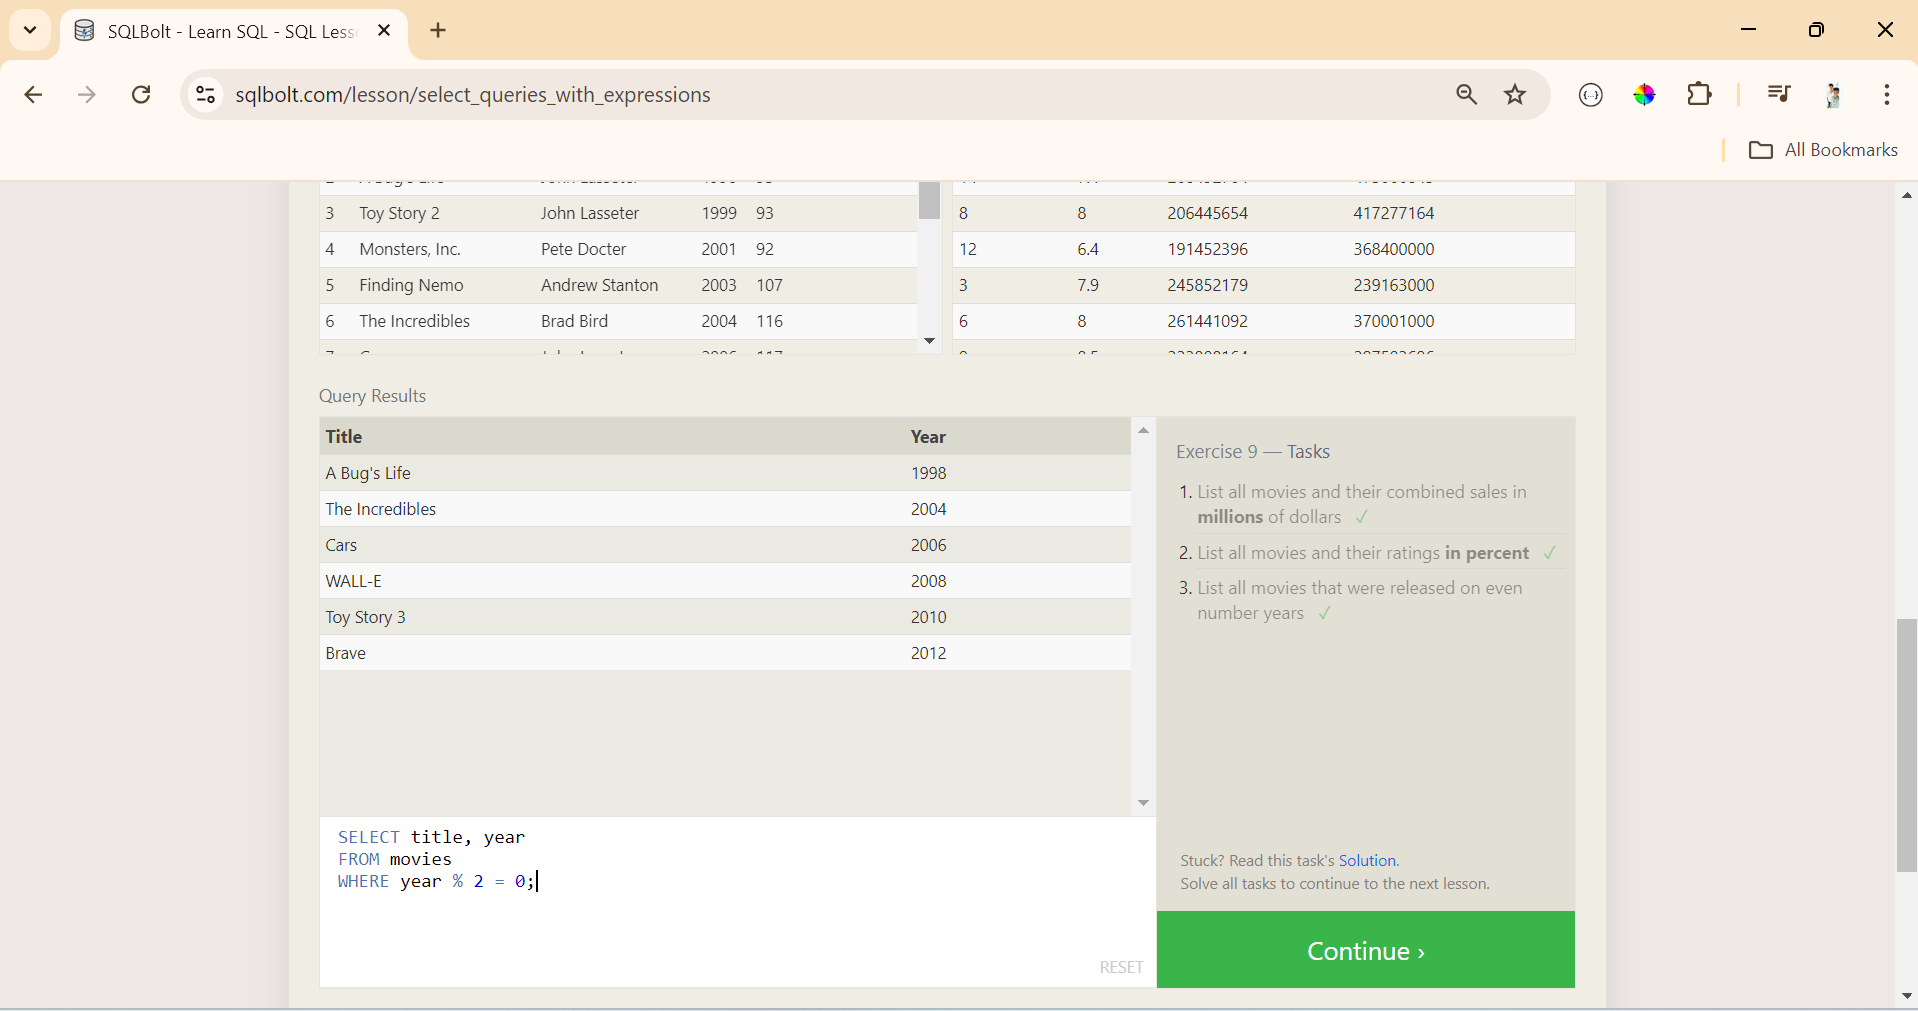 SQLBolt - Learn SQL - SQL Less
sqlbolt.com/lesson/select_queries_with_expressions
All Bookmarks
3 Toy Story 2 John Lasseter 1999 93
8 8 206445654 417277164
4 Monsters, Inc. Pete Docter 2001 92
12 6.4 191452396 368400000
5 Finding Nemo Andrew Stanton 2003 107
3 7.9 245852179 239163000
6 The Incredibles Brad Bird 2004 116
6 8 261441092 370001000
Query Results
Title Year
A Bug's Life 1998
The Incredibles 2004
Cars 2006
WALL-E 2008
Toy Story 3 2010
Brave 2012
SELECT title, year
FROM movies
WHERE year % 2 = 0;
RESET
Exercise 9 — Tasks
1. List all movies and their combined sales in
millions of dollars ✓
2. List all movies and their ratings in percent ✓
3. List all movies that were released on even
number years ✓
Stuck? Read this task's Solution.
Solve all tasks to continue to the next lesson.
Continue ›